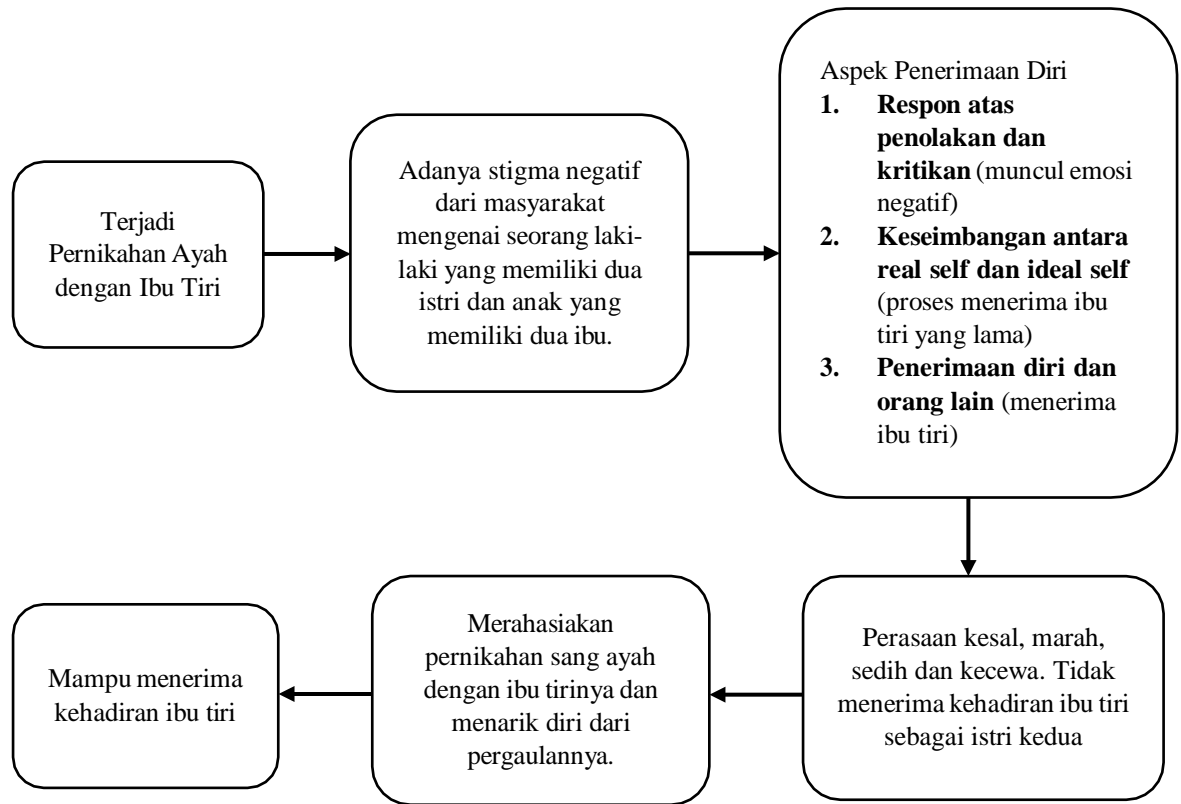 Terjadi
Pernikahan Ayah
dengan Ibu Tiri
Adanya stigma negatif
dari masyarakat
mengenai seorang laki-
laki yang memiliki dua
istri dan anak yang
memiliki dua ibu.
Aspek Penerimaan Diri
1. Respon atas
penolakan dan
kritikan (muncul emosi
negatif)
2. Keseimbangan antara
real self dan ideal self
(proses menerima ibu
tiri yang lama)
3. Penerimaan diri dan
orang lain (menerima
ibu tiri)
Perasaan kesal, marah,
sedih dan kecewa. Tidak
menerima kehadiran ibu tiri
sebagai istri kedua
Merahasiakan
pernikahan sang ayah
dengan ibu tirinya dan
menarik diri dari
pergaulannya.
Mampu menerima
kehadiran ibu tiri